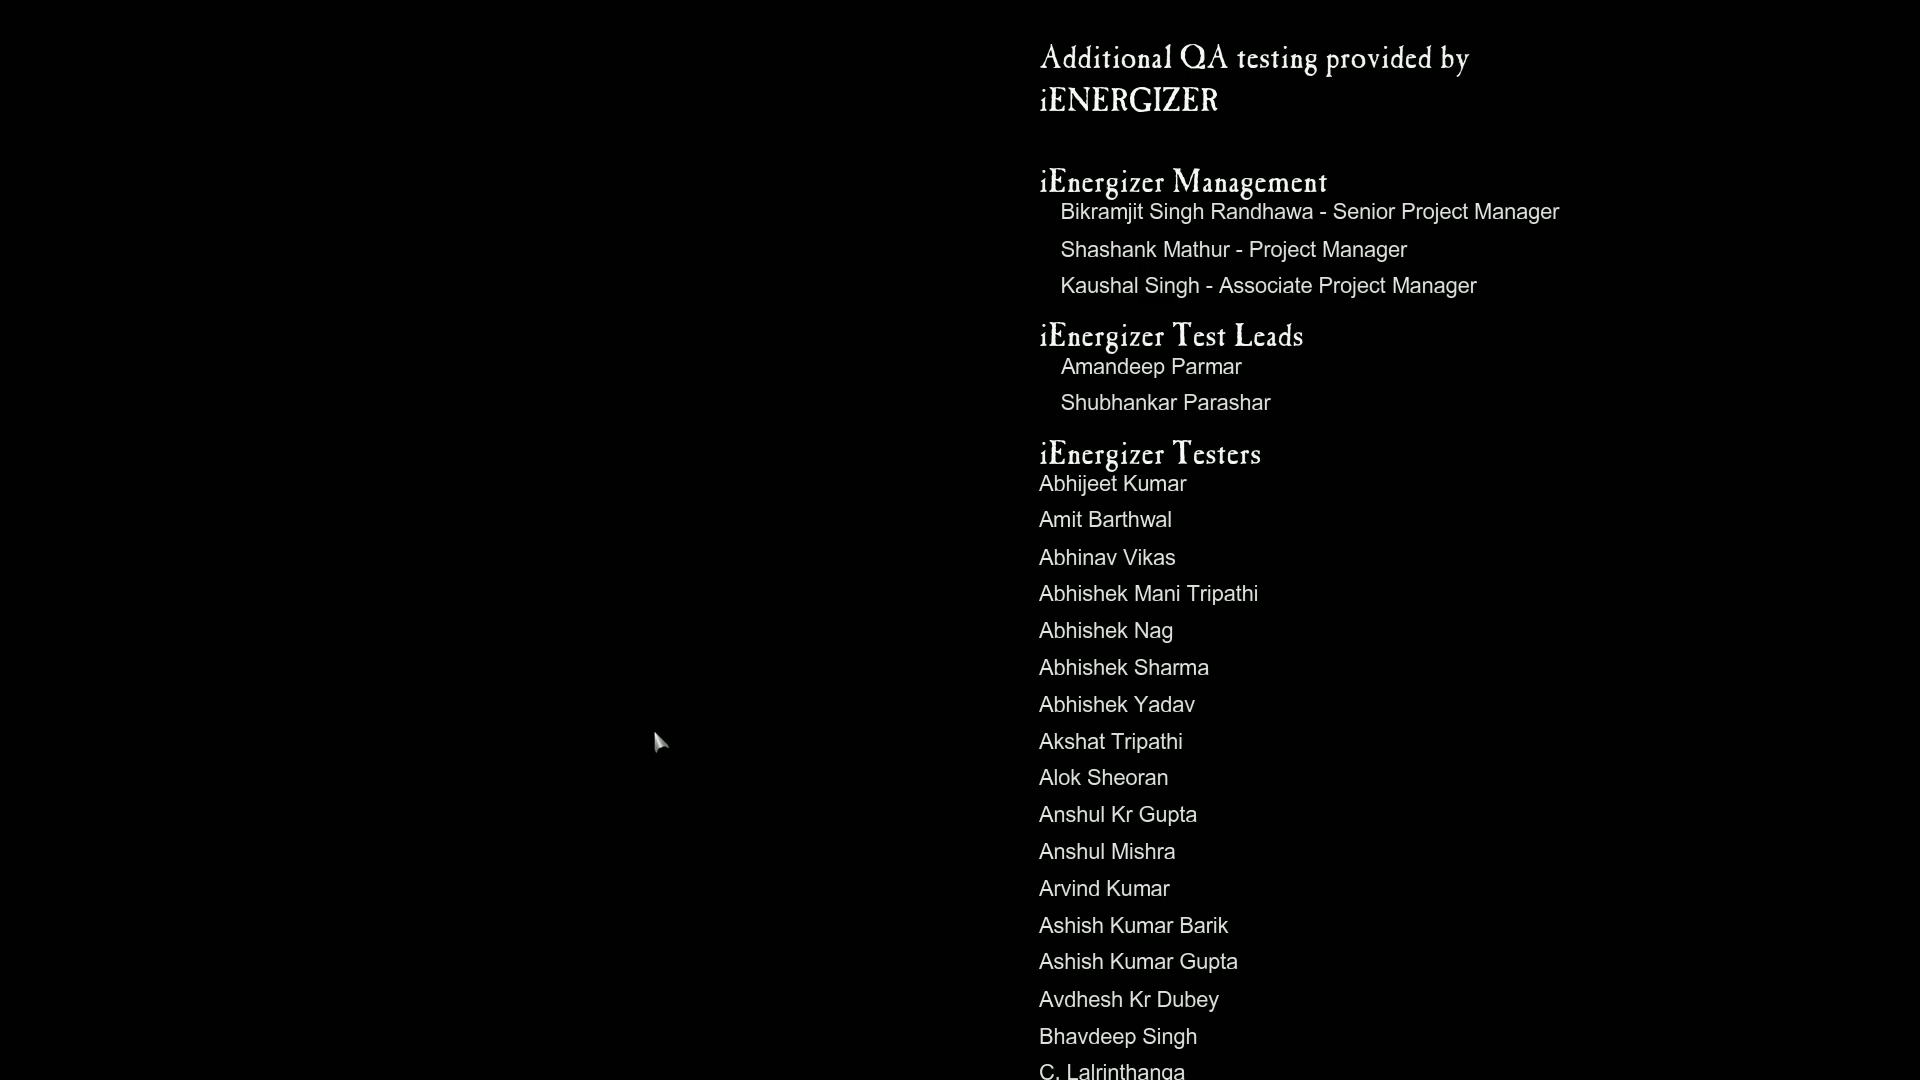 Additional QA testing provided by
iENERGIZER
iEnergizer Management
Bikramjit Singh Randhawa - Senior Project Manager
Shashank Mathur - Project Manager
Kaushal Singh - Associate Project Manager
iEnergizer Test Leads
Amandeep Parmar
Shubhankar Parashar
iEnergizer Testers
Abhijeet Kumar
Amit Barthwal
Abhinav Vikas
Abhishek Mani Tripathi
Abhishek Nag
Abhishek Sharma
Abhishek Yadav
Akshat Tripathi
Alok Sheoran
Anshul Kr Gupta
Anshul Mishra
Arvind Kumar
Ashish Kumar Barik
Ashish Kumar Gupta
Avdhesh Kr Dubey
Bhavdeep Singh
C. Lalrinthanga